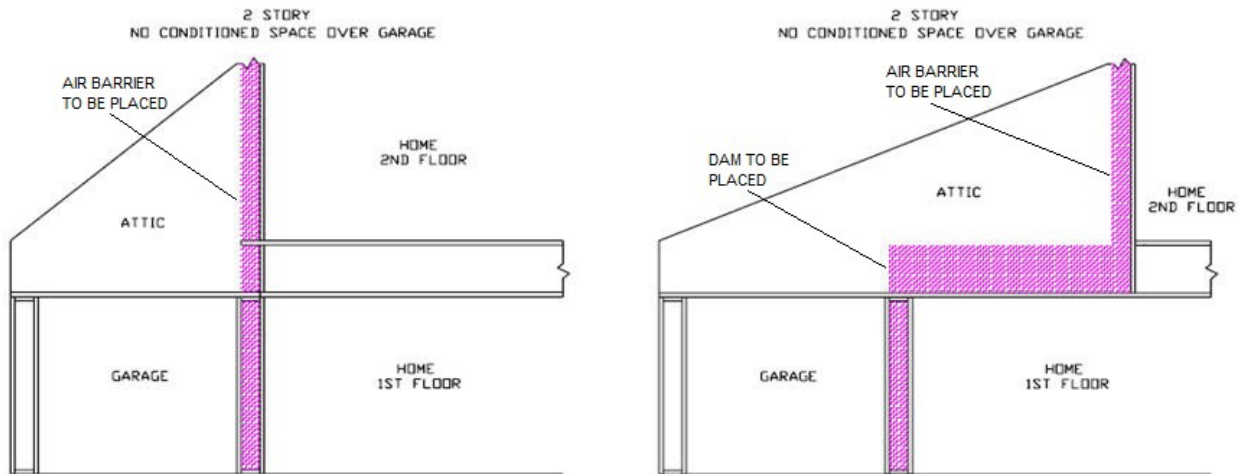 2 STORY
NO CONDITIONED SPACE OVER GARAGE
AIR BARRIER
TO BE PLACED
HOME
2ND FLOOR
ATTIC
GARAGE
HOME
1ST FLOOR
2 STORY
NO CONDITIONED SPACE OVER GARAGE
AIR BARRIER
TO BE PLACED
DAM TO BE
PLACED
ATTIC
HOME
2ND FLOOR
GARAGE
HOME
1ST FLOOR